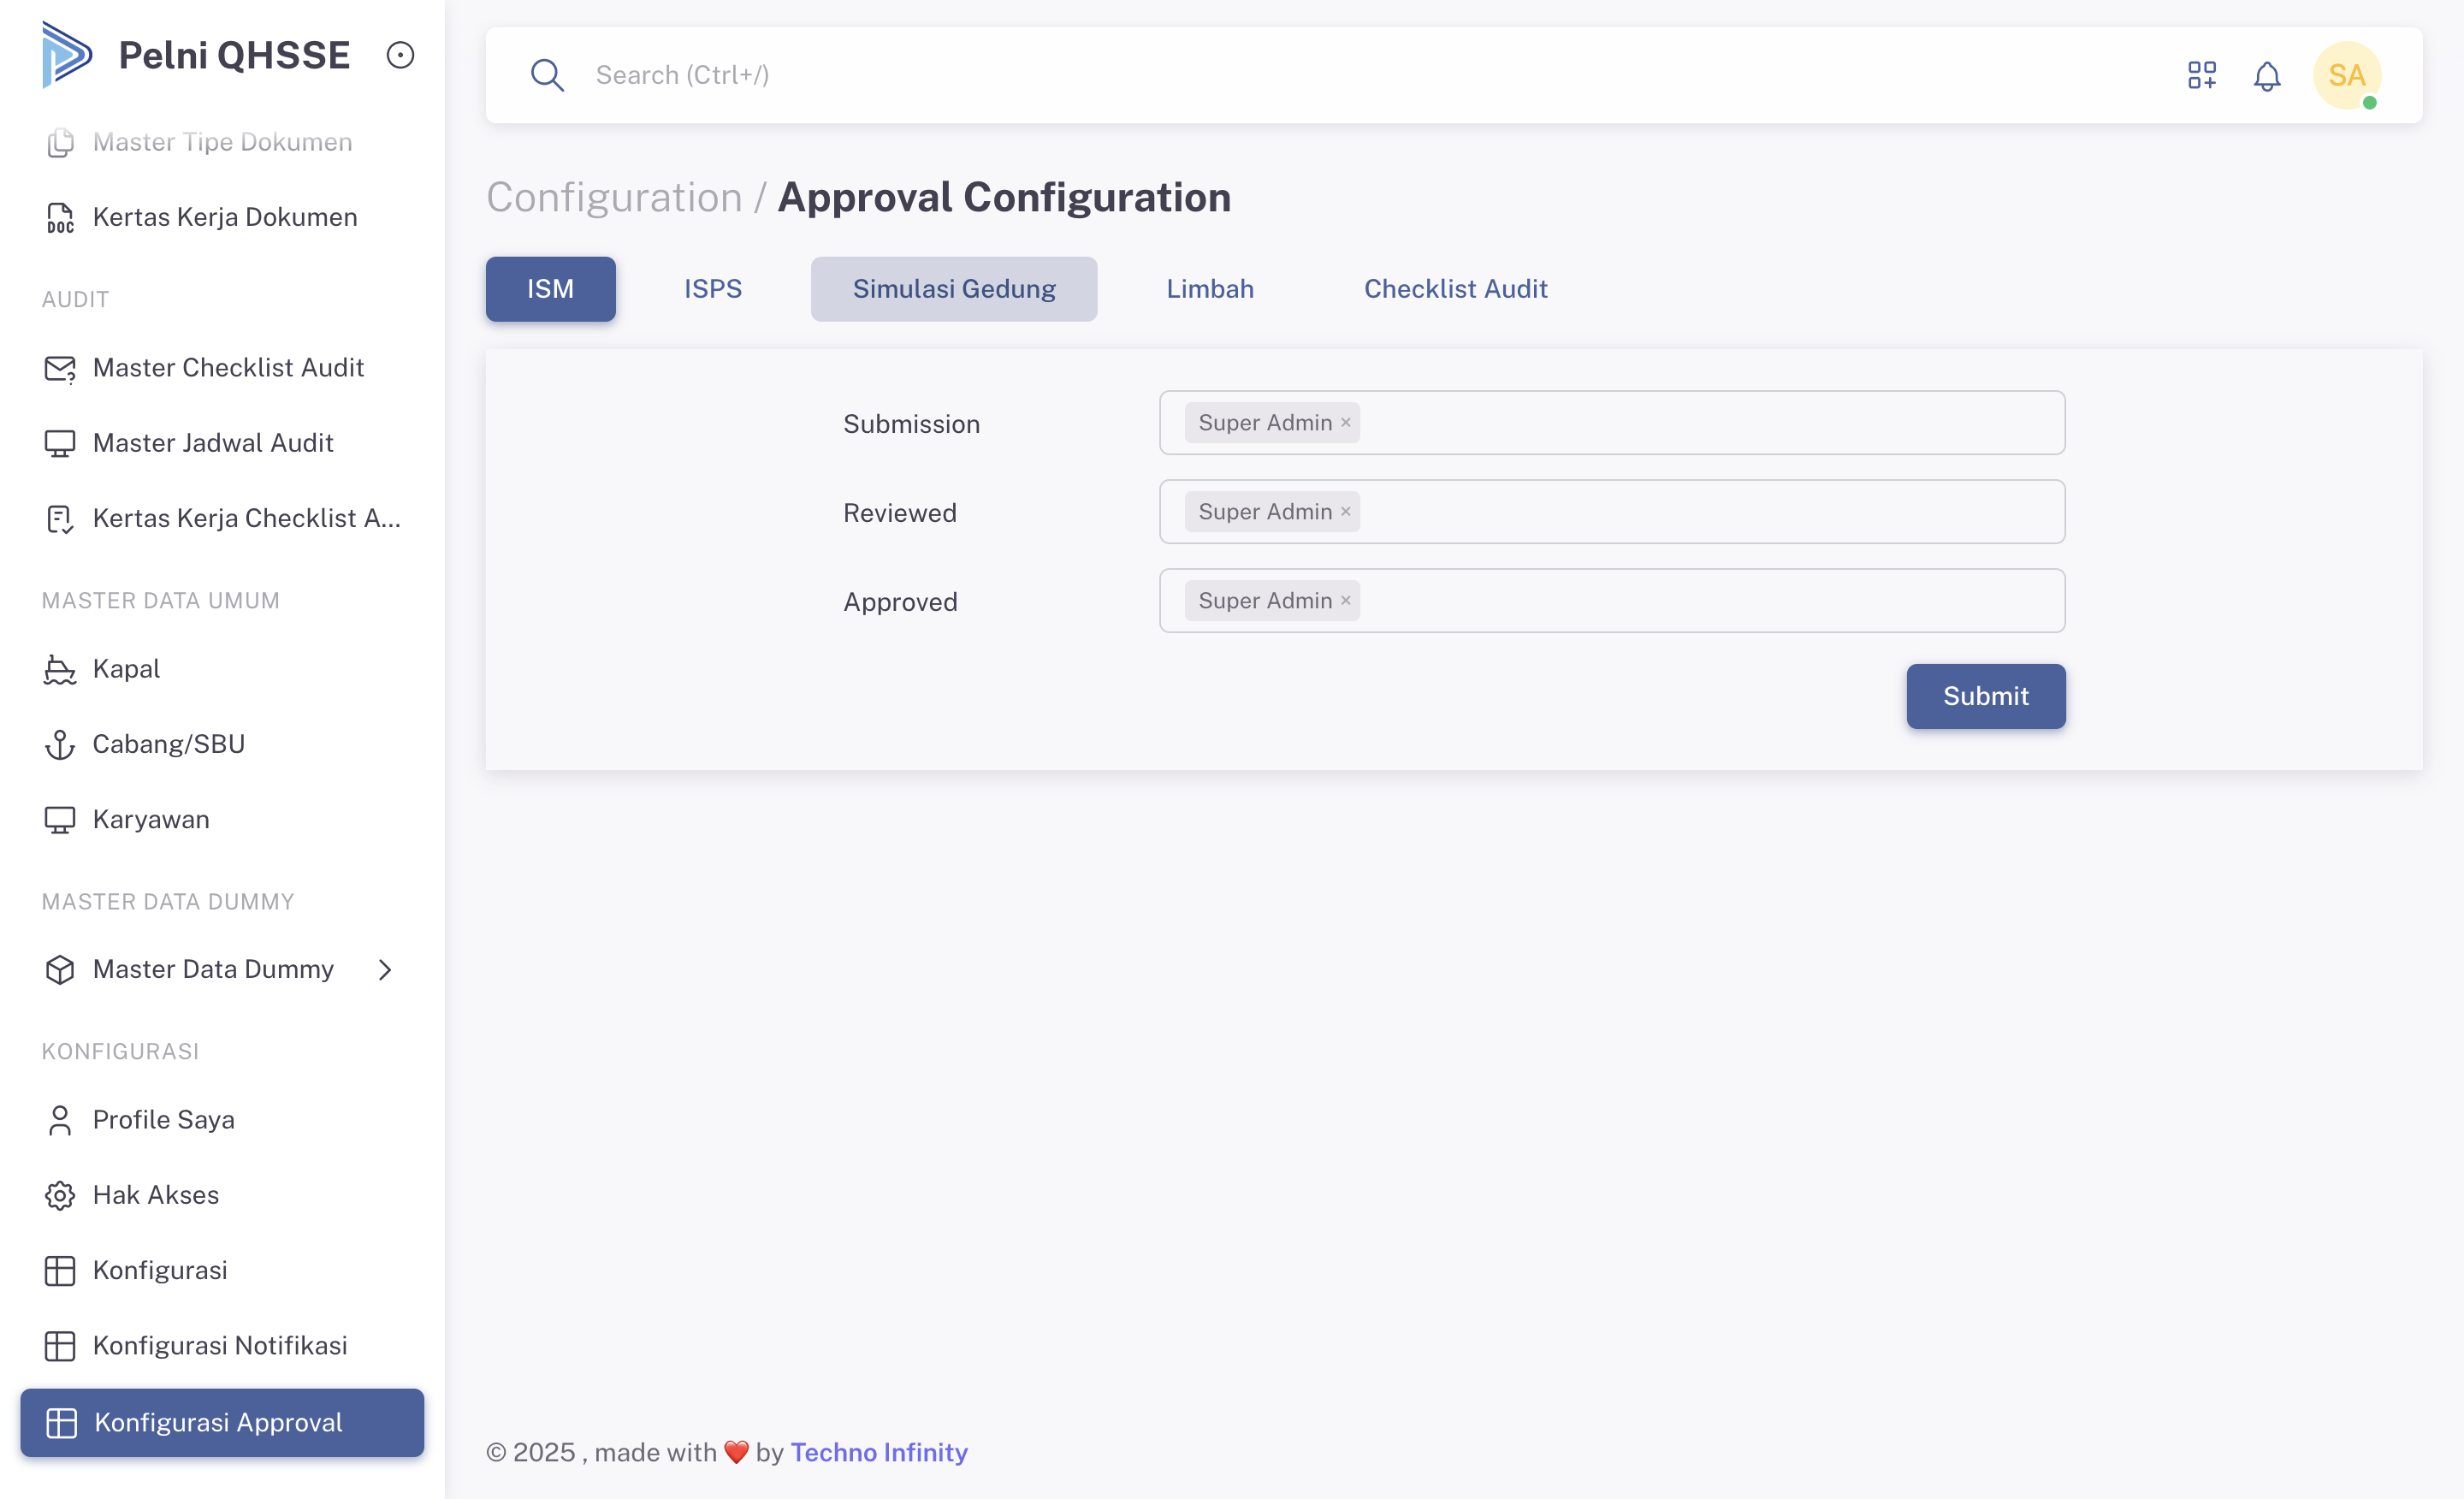 Pelni QHSSE
Master Tipe Dokumen
Kertas Kerja Dokumen
AUDIT
Master Checklist Audit
Master Jadwal Audit
Kertas Kerja Checklist A...
MASTER DATA UMUM
Kapal
Cabang/SBU
Karyawan
MASTER DATA DUMMY
Master Data Dummy
KONFIGURASI
Profile Saya
Hak Akses
Konfigurasi
Konfigurasi Notifikasi
Konfigurasi Approval
Search (Ctrl+/)
SA
Configuration / Approval Configuration
ISM ISPS Simulasi Gedung Limbah Checklist Audit
Submission Super Admin ×
Reviewed Super Admin ×
Approved Super Admin ×
Submit
© 2025 , made with ❤️ by Techno Infinity